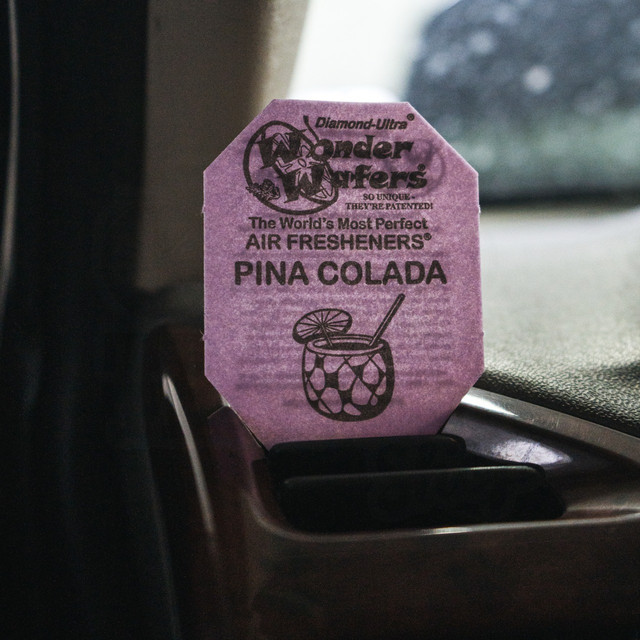 Diamond-Ultra®
Wonder
Wafers®
SO UNIQUE -
THEY'RE PATENTED!
The World's Most Perfect
AIR FRESHENERS®
PINA COLADA